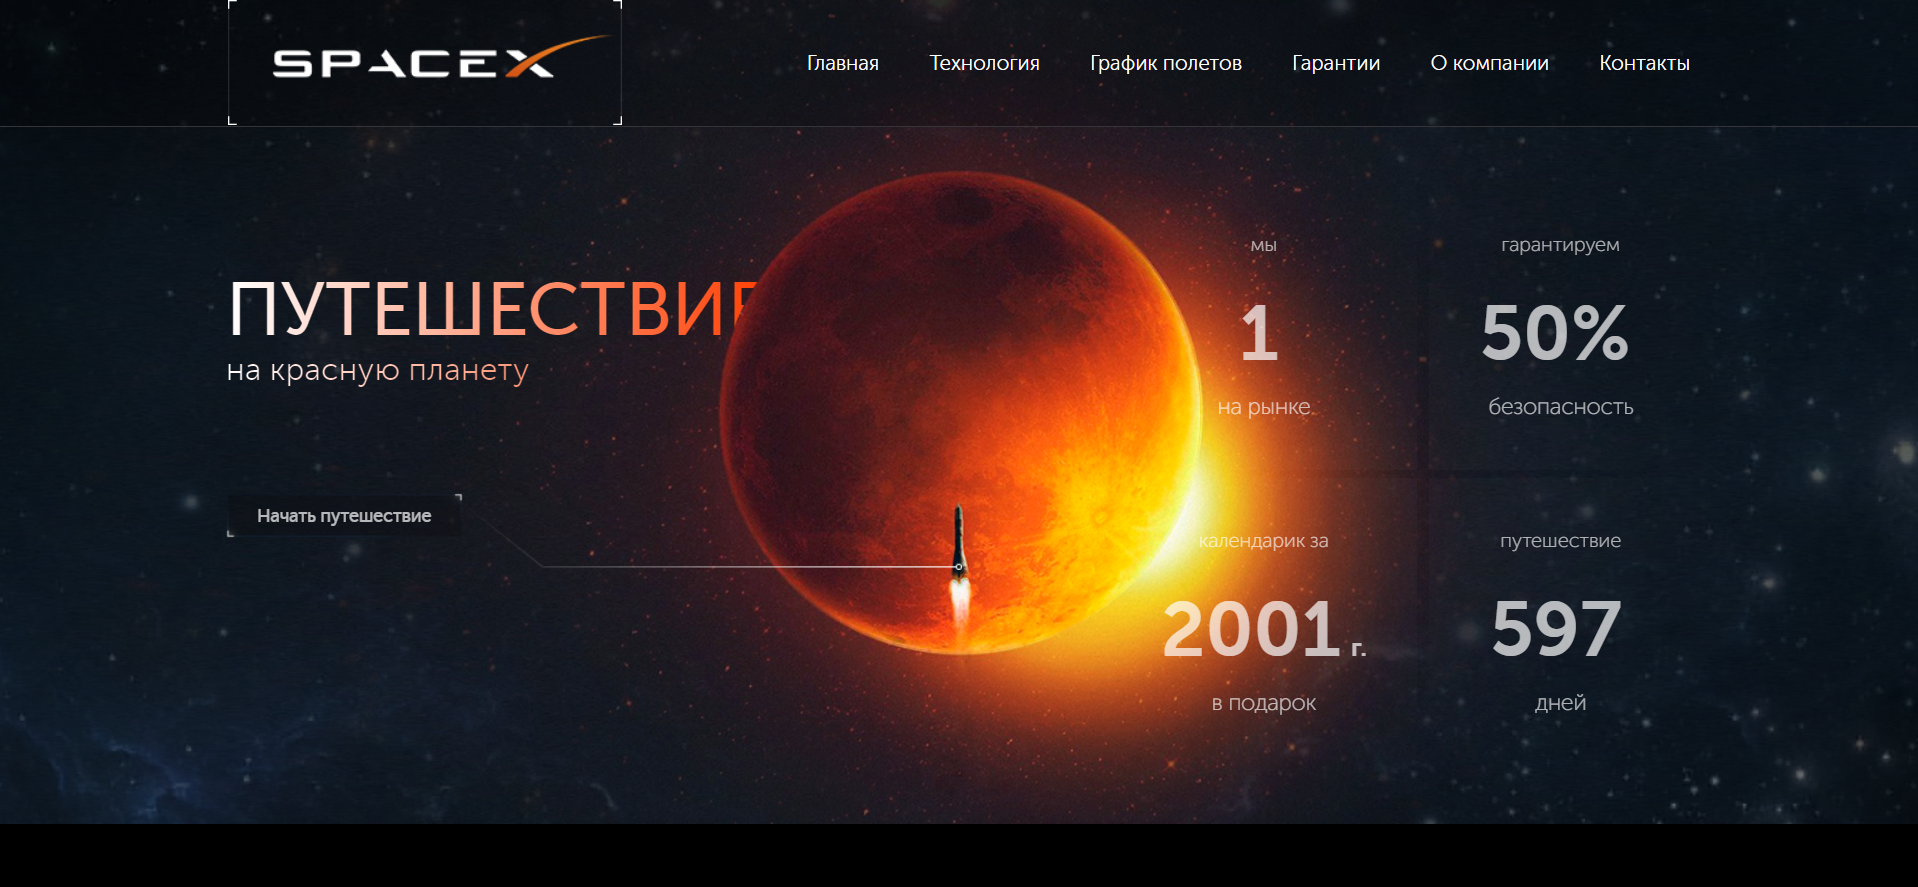 SPACEX
Главная Технология График полетов Гарантии О компании Контакты
ПУТЕШЕСТВИЕ
на красную планету
Начать путешествие
мы
1
на рынке
гарантируем
50%
безопасность
календарик за
2001 г.
в подарок
путешествие
597
дней